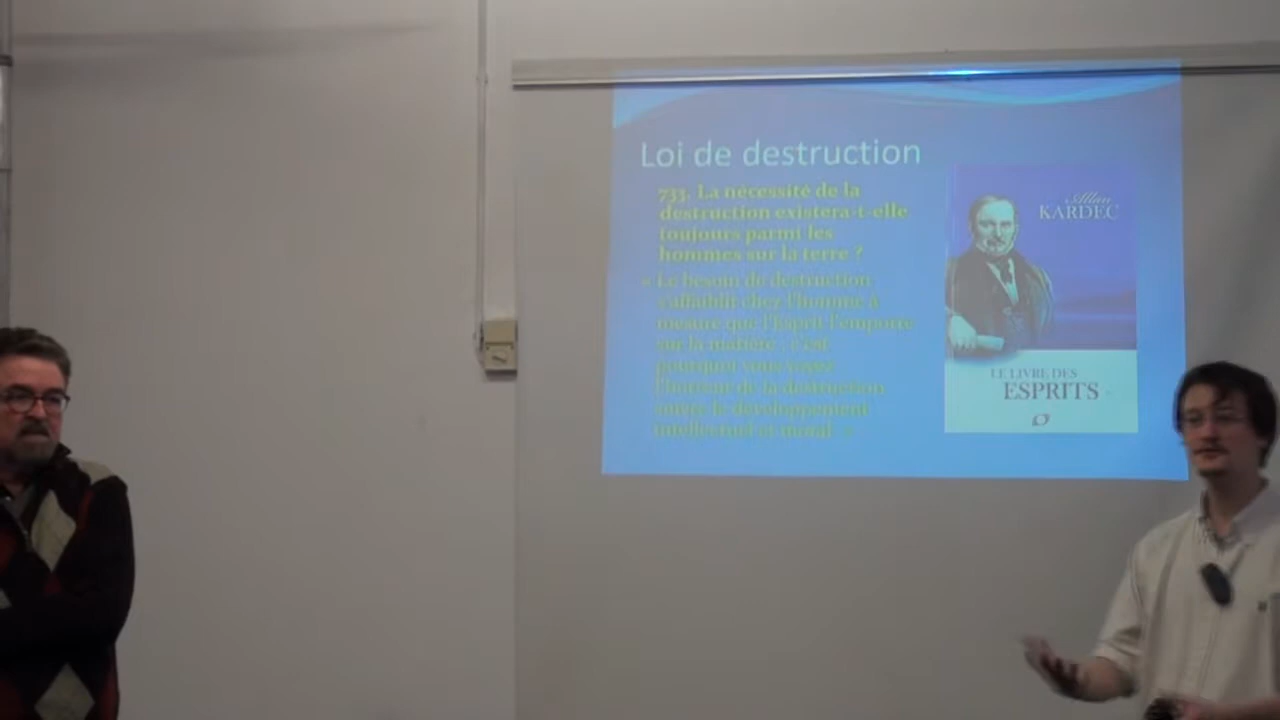 Loi de destruction
733. La nécessité de la
destruction existera-t-elle
toujours parmi les
hommes sur la terre ?
« Le besoin de destruction
s'affaiblit chez l'homme à
mesure que l'Esprit l'emporte
sur la matière ; c'est
pourquoi vous voyez
l'horreur de la destruction
suivre le développement
intellectuel et moral. »
Allan
KARDEC
LE LIVRE DES
ESPRITS